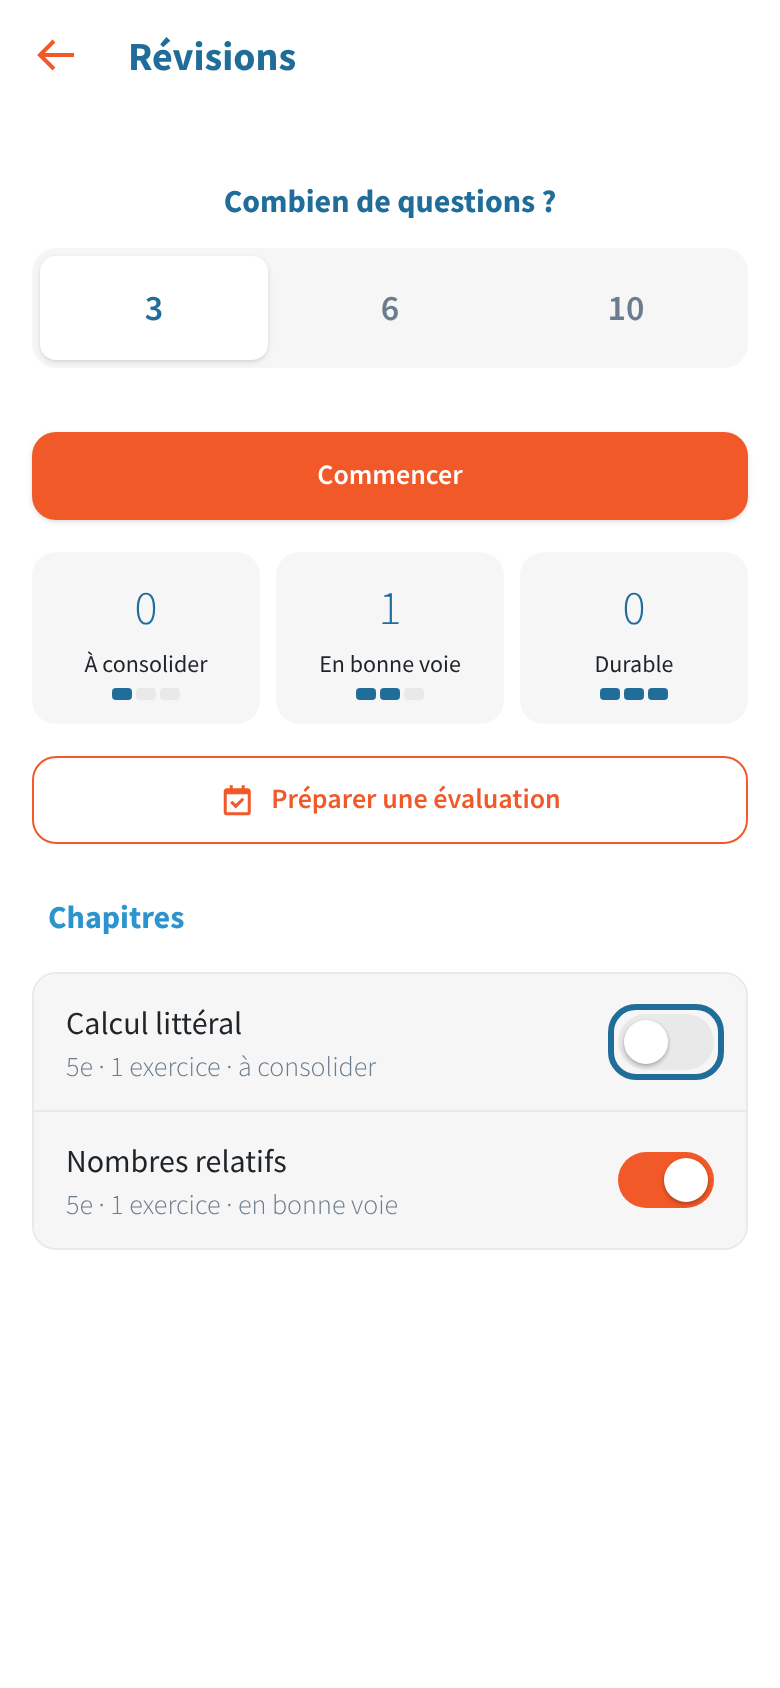 Révisions
Combien de questions ?
3 6 10
Commencer
0 1 0
À consolider En bonne voie Durable
Préparer une évaluation
Chapitres
Calcul littéral
5e · 1 exercice · à consolider
Nombres relatifs
5e · 1 exercice · en bonne voie